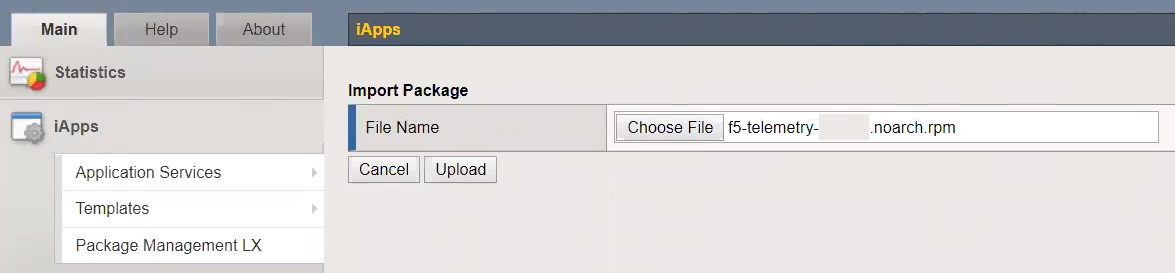 Main Help About iApps
Statistics
Import Package
iApps
File Name Choose File f5-telemetry- .noarch.rpm
Application Services
Cancel Upload
Templates
Package Management LX